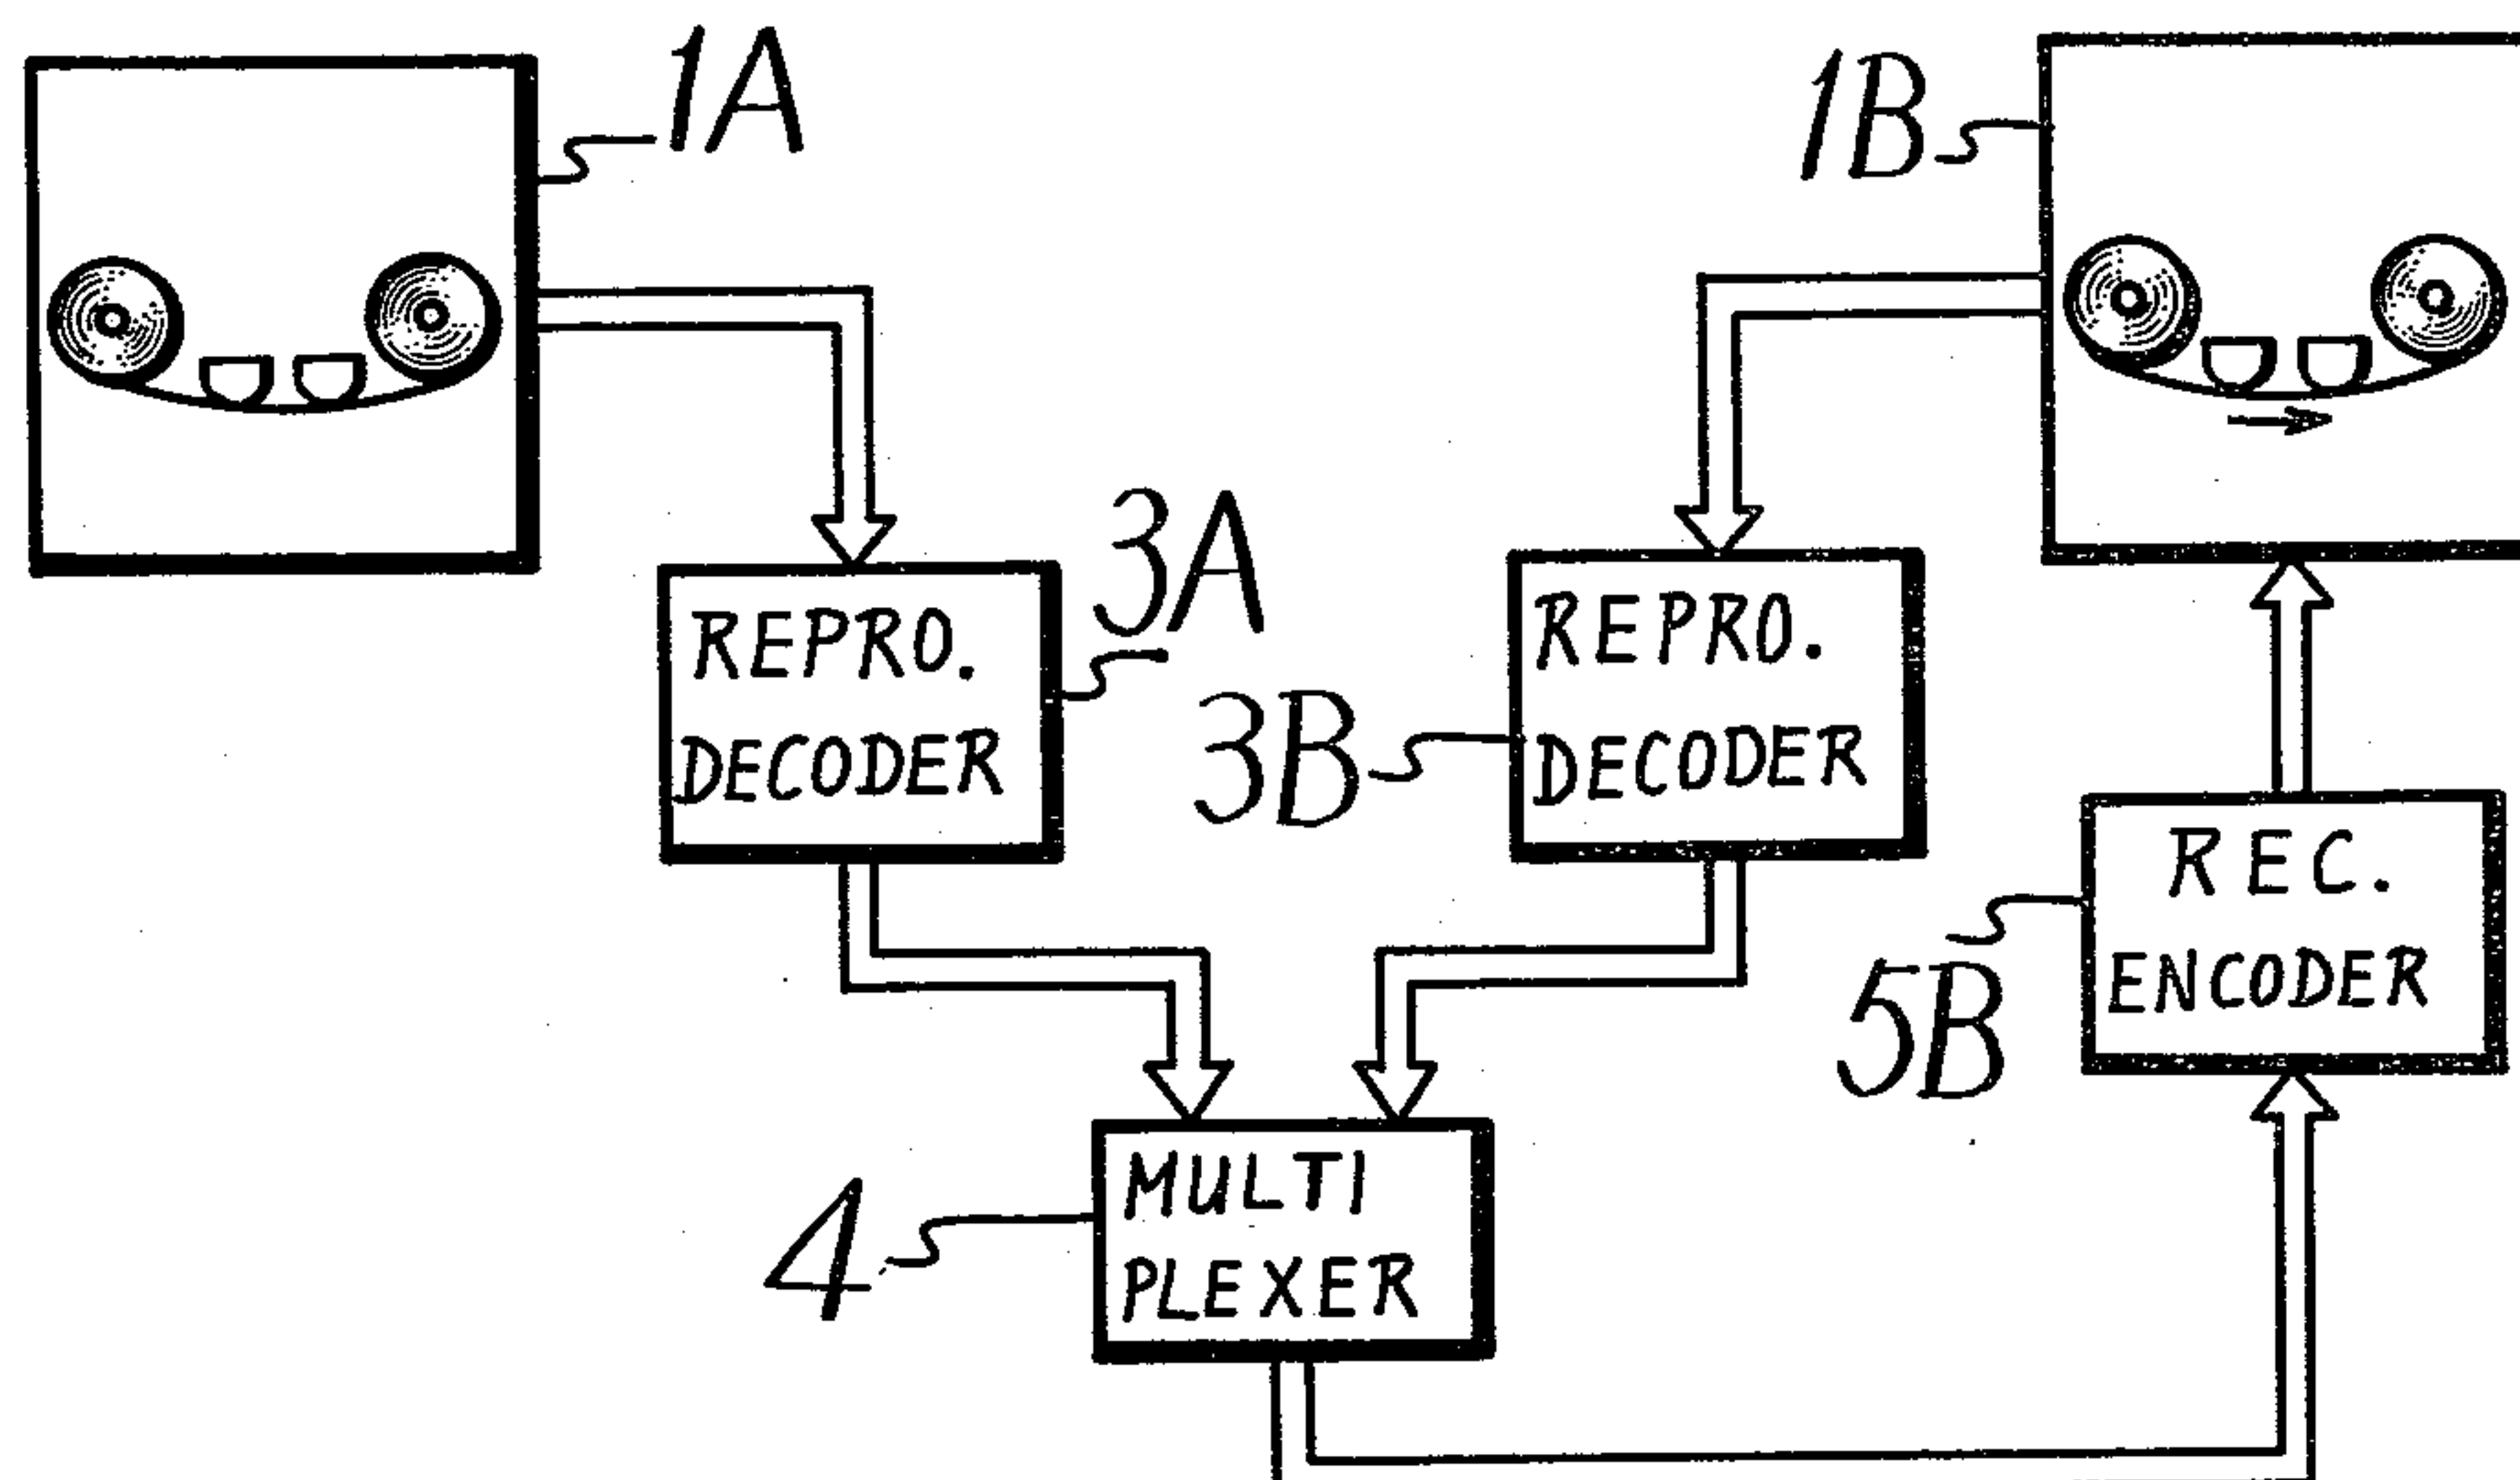 1A
1B
3A
REPRO.
DECODER
3B
REPRO.
DECODER
REC.
ENCODER
5B
4
MULTI
PLEXER